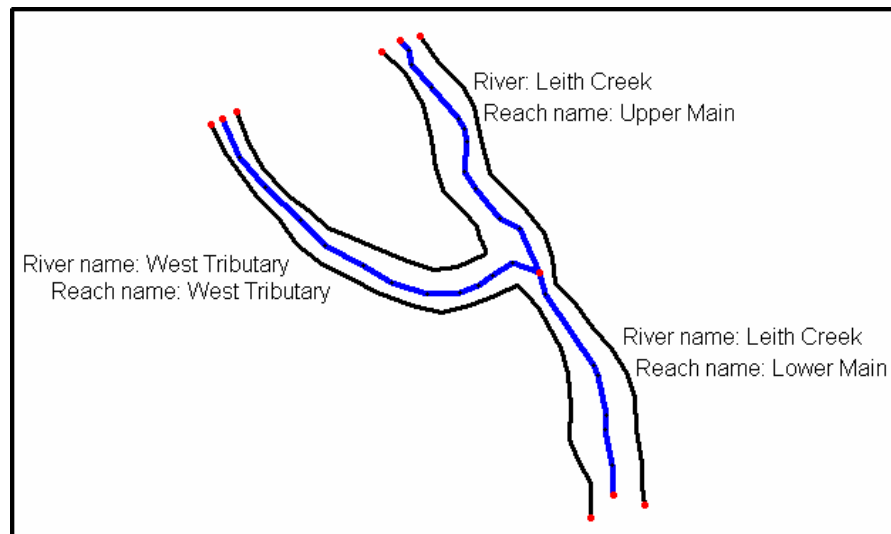 River: Leith Creek
Reach name: Upper Main
River name: West Tributary
Reach name: West Tributary
River name: Leith Creek
Reach name: Lower Main